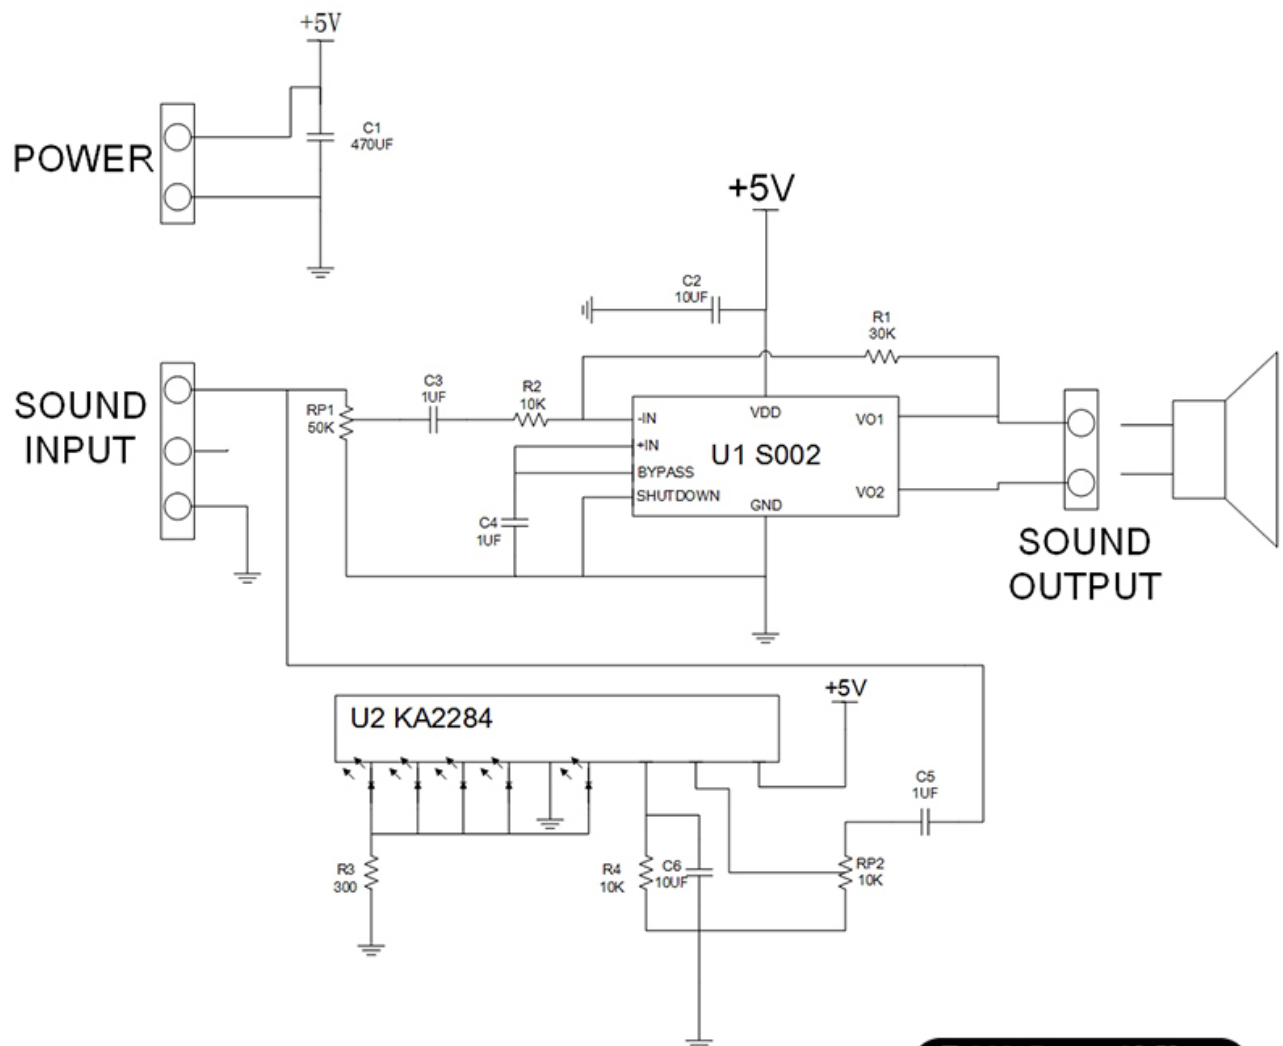 +5V
C1
470UF
POWER
+5V
C2
10UF
R1
30K
SOUND
INPUT
RP1
50K
C3
1UF
R2
10K
-IN
+IN
BYPASS
SHUTDOWN
VDD
U1 S002
GND
VO1
VO2
C4
1UF
SOUND
OUTPUT
U2 KA2284
+5V
C5
1UF
R3
300
R4
10K
C6
10UF
RP2
10K